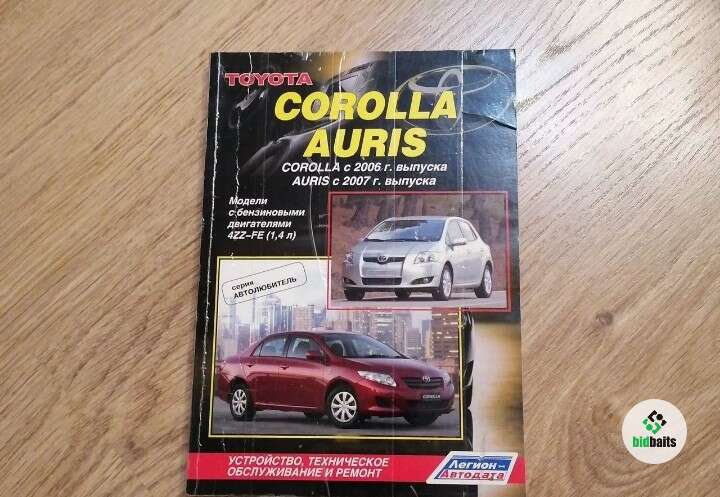 TOYOTA
COROLLA
AURIS
COROLLA с 2006 г. выпуска
AURIS с 2007 г. выпуска
Модели
с бензиновыми
двигателями
4ZZ-FE (1,4 л)
серия
АВТОЛЮБИТЕЛЬ
COROLLA
УСТРОЙСТВО, ТЕХНИЧЕСКОЕ
ОБСЛУЖИВАНИЕ И РЕМОНТ
Легион-
Автодата
bidbaits